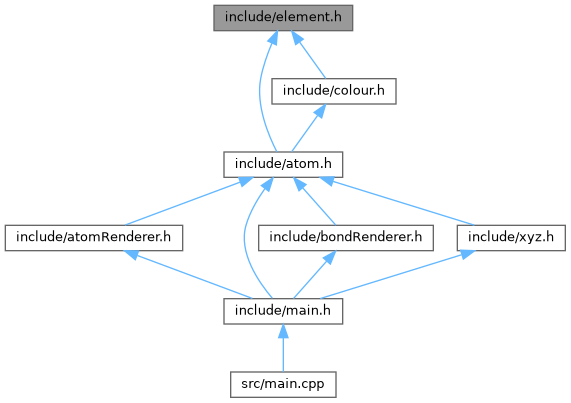 include/element.h
include/colour.h
include/atom.h
include/atomRenderer.h
include/bondRenderer.h
include/xyz.h
include/main.h
src/main.cpp